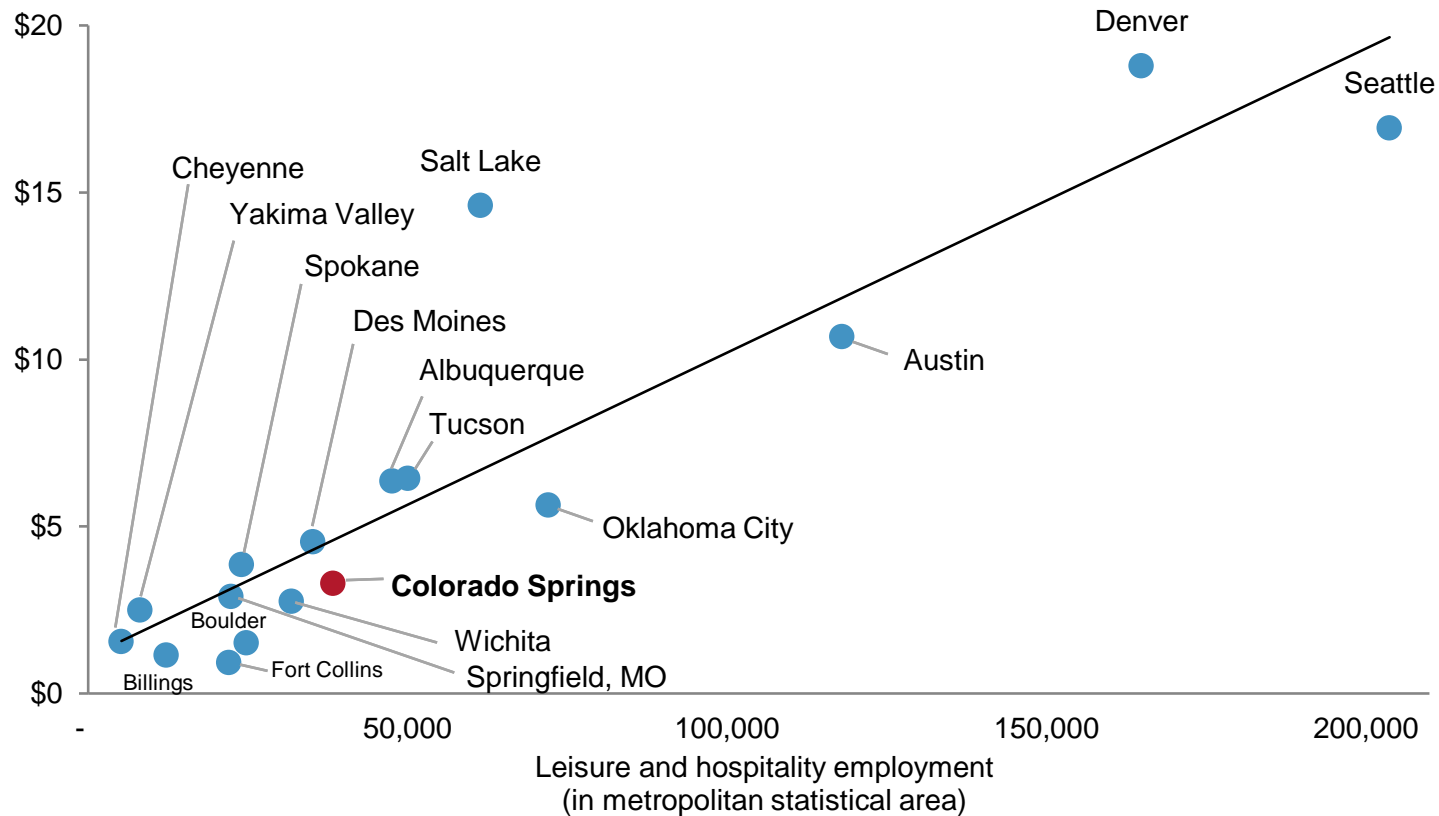 $20
Denver
Seattle
Cheyenne
Salt Lake
$15
Yakima Valley
Spokane
Des Moines
$10
Austin
Albuquerque
Tucson
$5
Oklahoma City
Colorado Springs
Boulder
Wichita
Fort Collins
Springfield, MO
Billings
$0
- 50,000 100,000 150,000 200,000
Leisure and hospitality employment
(in metropolitan statistical area)